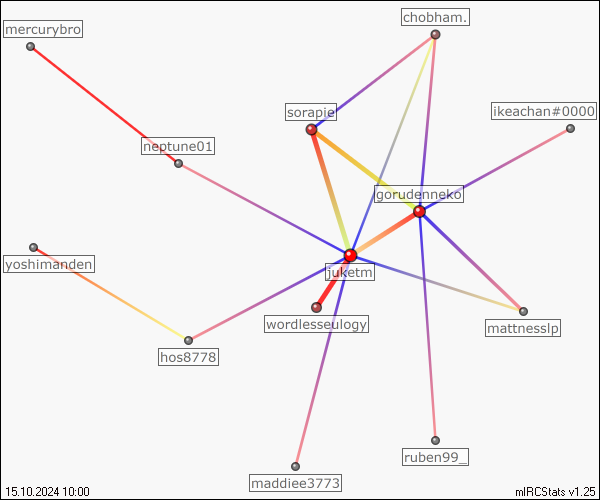 chobham.
mercurybro
sorapie
ikeachan#0000
neptune01
gorudenneko
yoshimanden
juketm
wordlesseulogy
mattnesslp
hos8778
ruben99_
maddiee3773
15.10.2024 10:00
mIRCStats v1.25